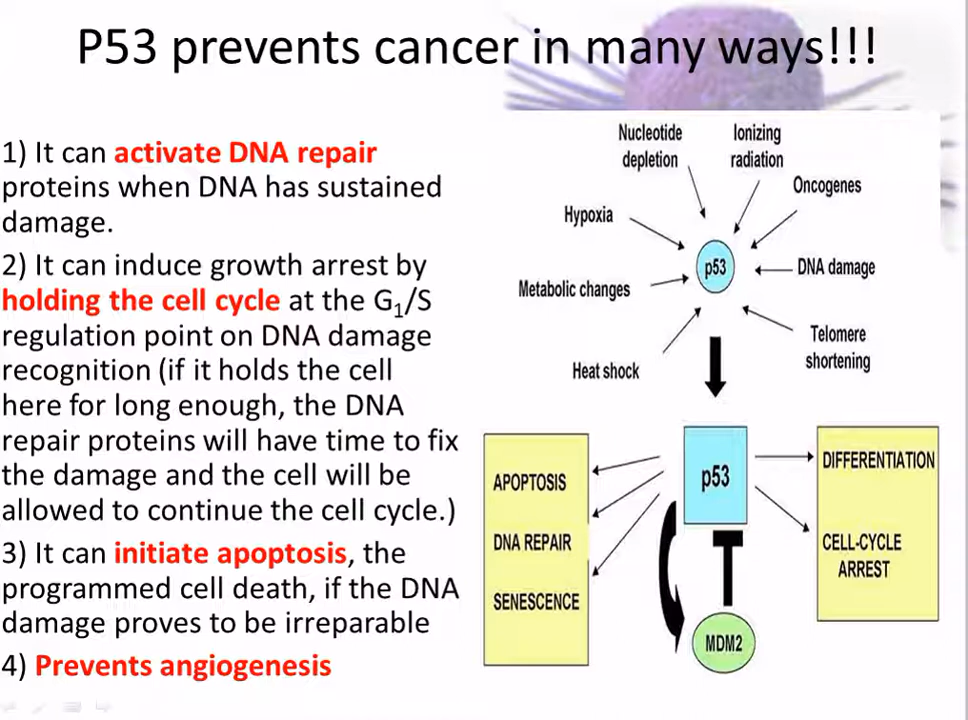 P53 prevents cancer in many ways!!!
1) It can activate DNA repair
proteins when DNA has sustained
damage.
2) It can induce growth arrest by
holding the cell cycle at the G₁/S
regulation point on DNA damage
recognition (if it holds the cell
here for long enough, the DNA
repair proteins will have time to fix
the damage and the cell will be
allowed to continue the cell cycle.)
3) It can initiate apoptosis, the
programmed cell death, if the DNA
damage proves to be irreparable
4) Prevents angiogenesis
Nucleotide
depletion
Ionizing
radiation
Oncogenes
Hypoxia
p53
DNA damage
Metabolic changes
Telomere
shortening
Heat shock
APOPTOSIS
DNA REPAIR
SENESCENCE
p53
DIFFERENTIATION
CELL-CYCLE
ARREST
MDM2